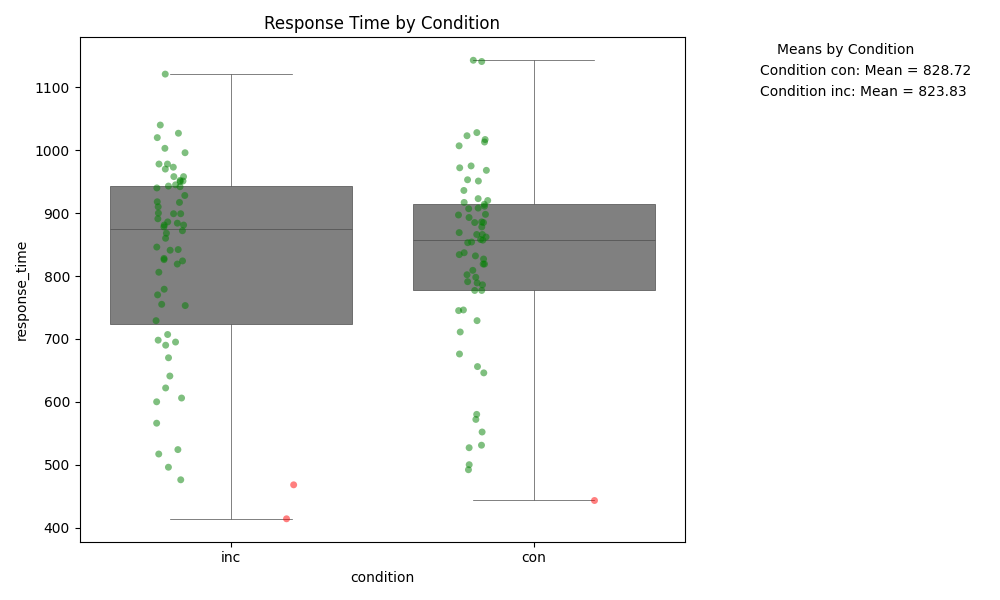 Response Time by Condition
Means by Condition
Condition con: Mean = 828.72
Condition inc: Mean = 823.83
response_time
1100
1000
900
800
700
600
500
400
inc
con
condition